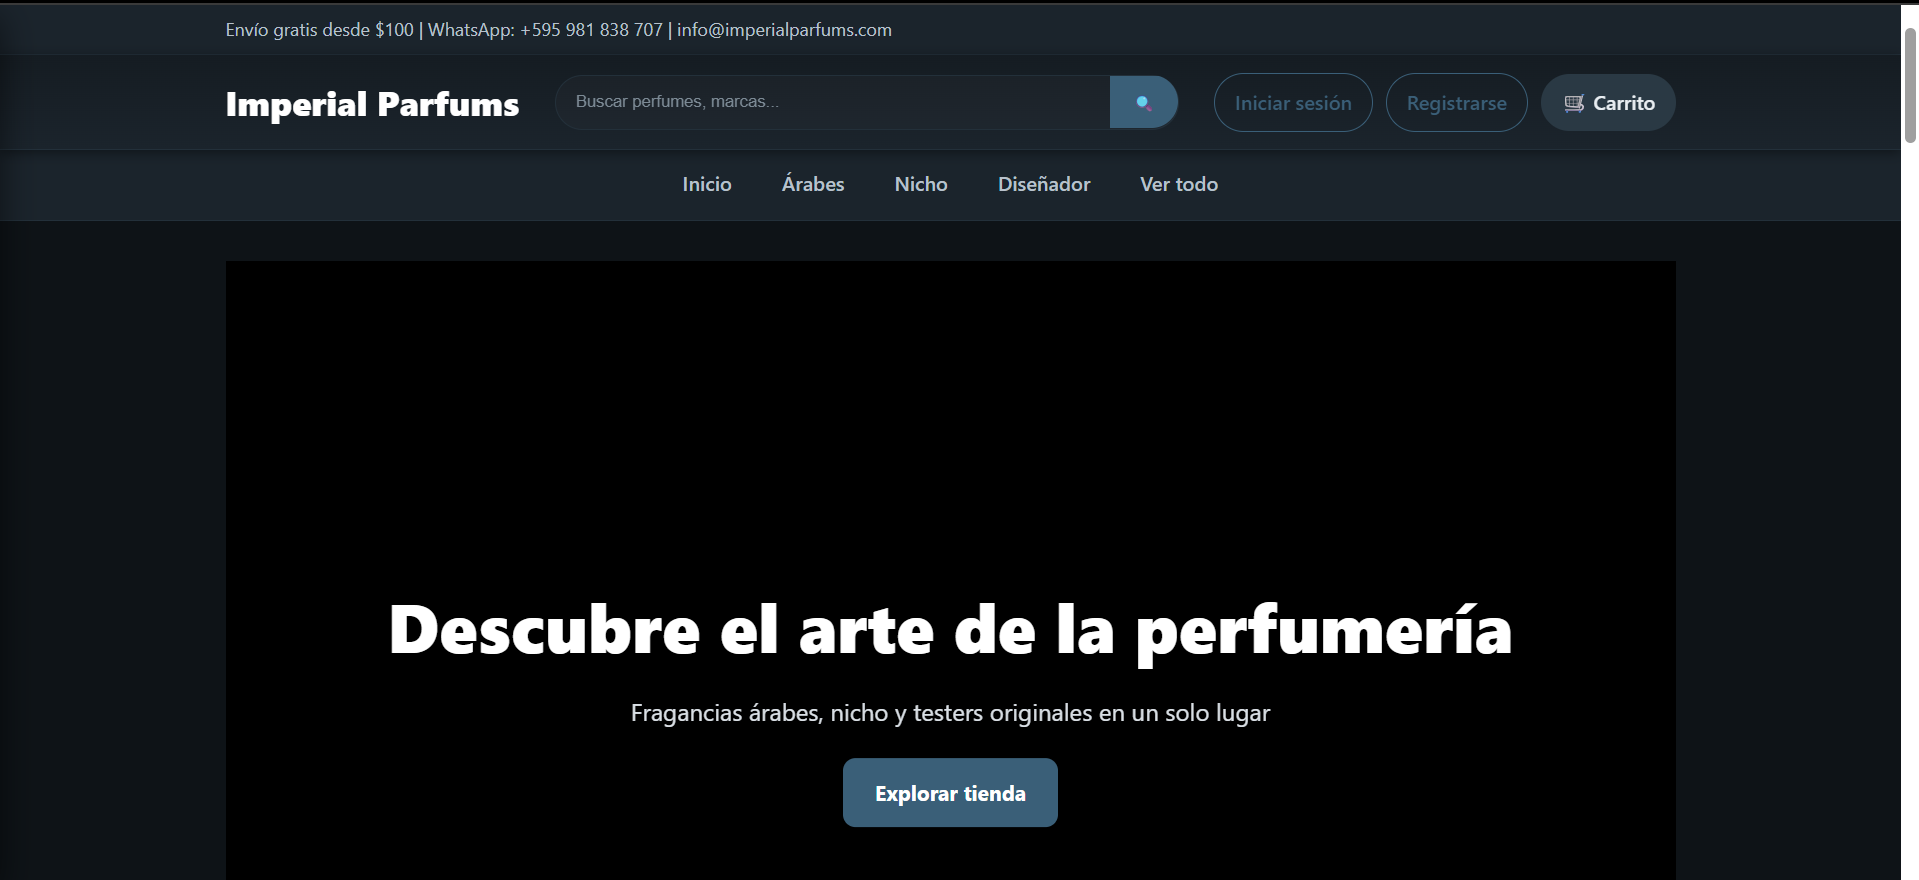 Envío gratis desde $100 | WhatsApp: +595 981 838 707 | info@imperialparfums.com
Imperial Parfums
Buscar perfumes, marcas...
Iniciar sesión
Registrarse
Carrito
Inicio
Árabes
Nicho
Diseñador
Ver todo
Descubre el arte de la perfumería
Fragancias árabes, nicho y testers originales en un solo lugar
Explorar tienda